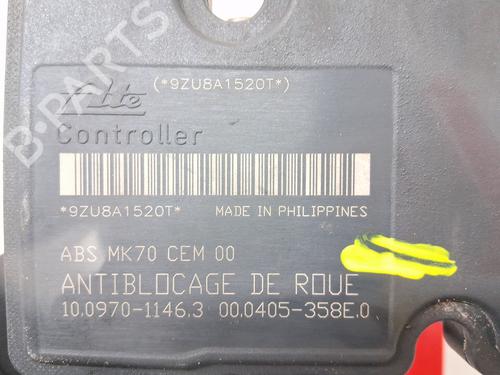 (*9ZU8A1520T*)
Ate
Controller
*9ZU8A1520T* MADE IN PHILIPPINES
ABS MK70 CEM 00
ANTIBLOCAGE DE ROUE
10.0970-1146.3 00.0405-358E.0
B-PARTS